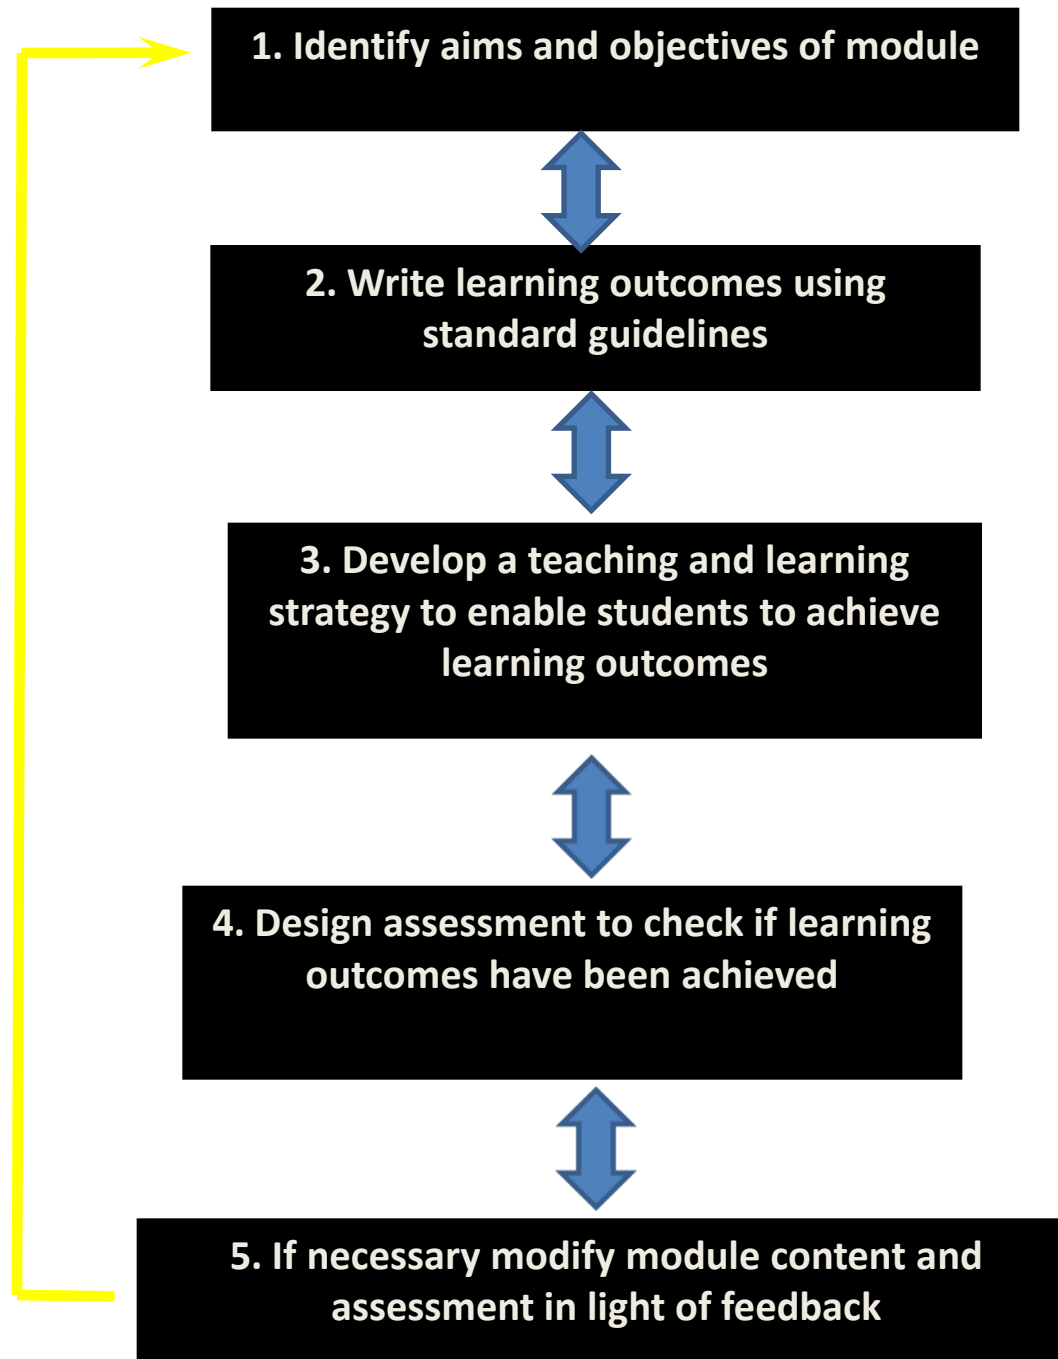 1. Identify aims and objectives of module
2. Write learning outcomes using
standard guidelines
3. Develop a teaching and learning
strategy to enable students to achieve
learning outcomes
4. Design assessment to check if learning
outcomes have been achieved
5. If necessary modify module content and
assessment in light of feedback